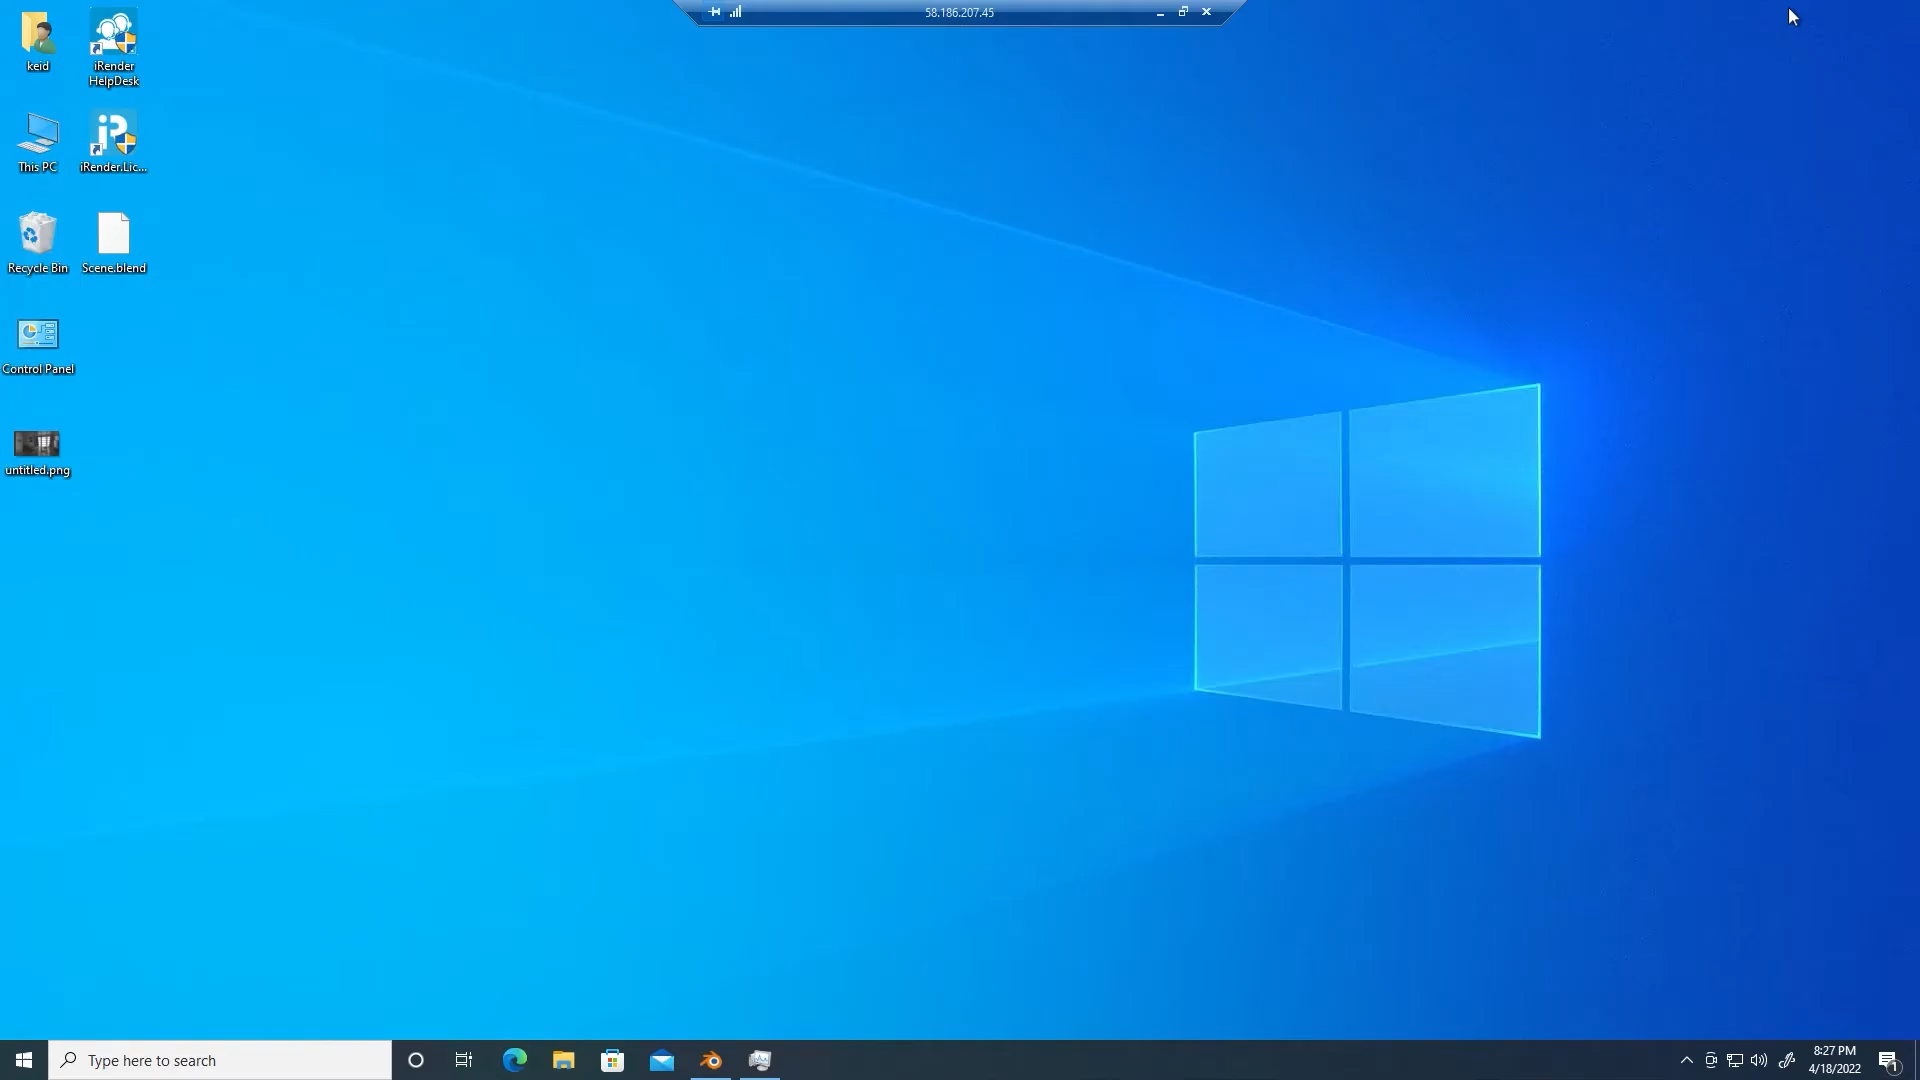 58.186.207.45
keid
iRender
HelpDesk
This PC
iRender.Lic...
Recycle Bin
Scene.blend
Control Panel
untitled.png
Type here to search
8:27 PM
4/18/2022
1